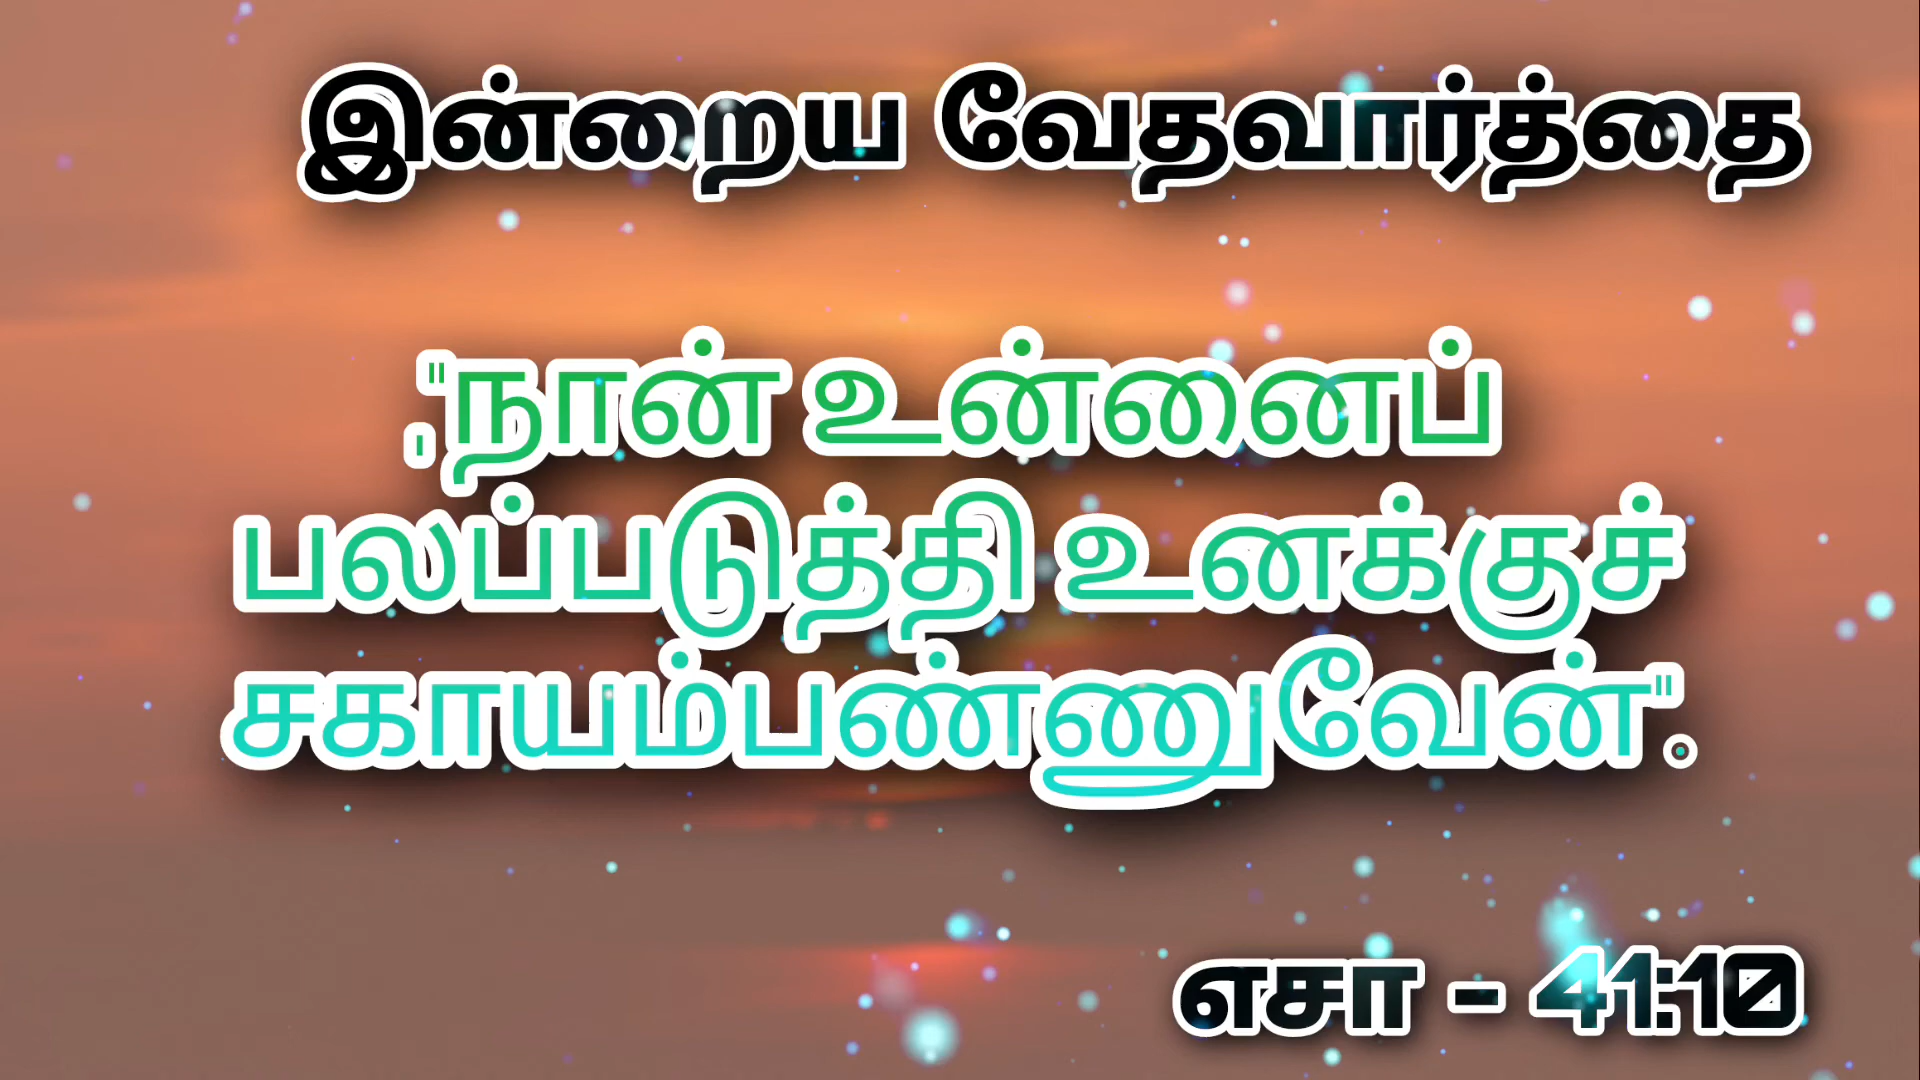 இன்றைய வேதவார்த்தை
,"நான் உன்னைப்
பலப்படுத்தி உனக்குச்
சகாயம்பண்ணுவேன்".
எசா - 41:10